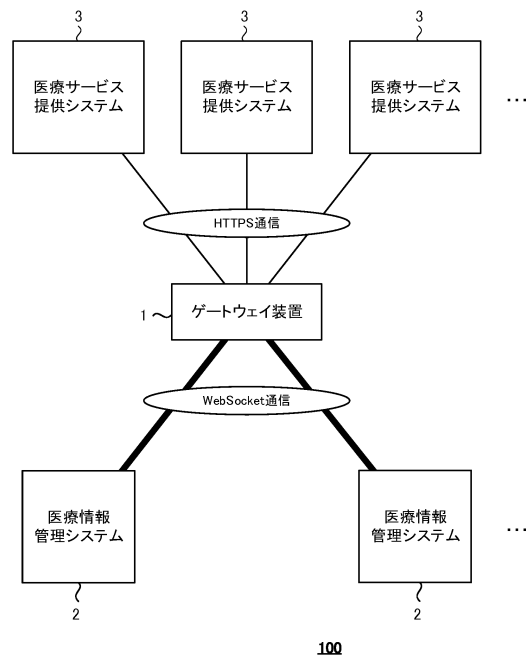 3
3
3
医療サービス
提供システム
医療サービス
提供システム
医療サービス
提供システム
...
HTTPS通信
1
ゲートウェイ装置
WebSocket通信
医療情報
管理システム
医療情報
管理システム
...
2
2
100